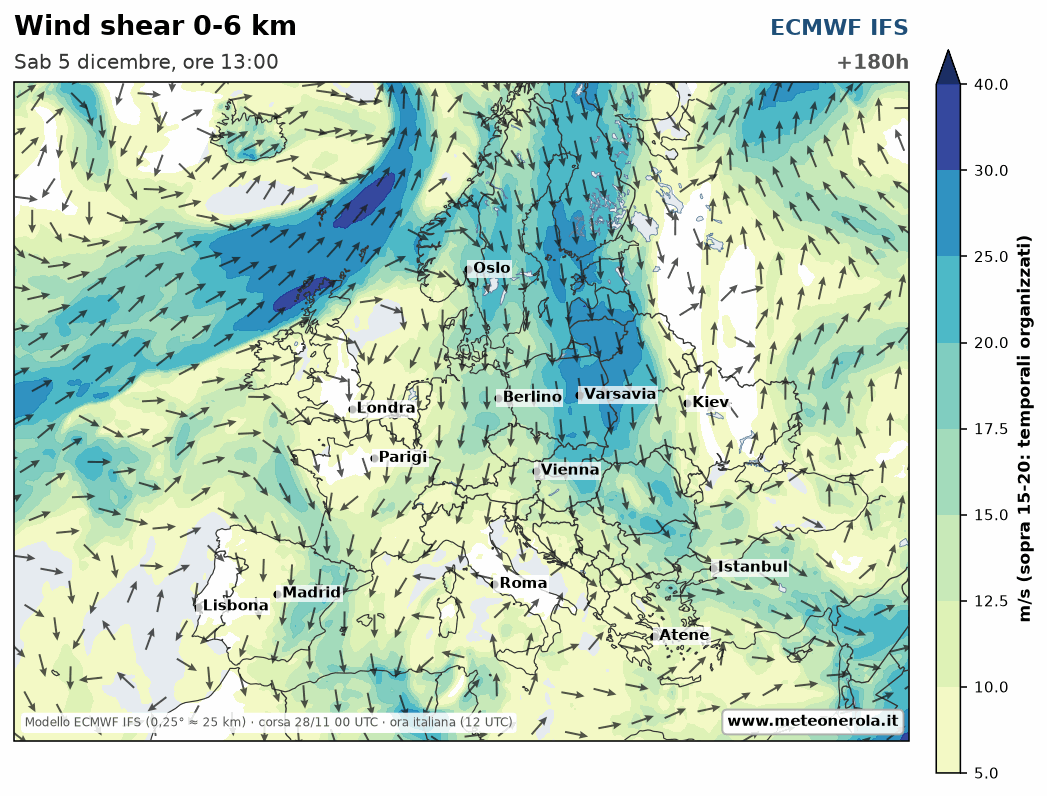 Wind shear 0-6 km
ECMWF IFS
Sab 5 dicembre, ore 13:00
+180h
40.0
30.0
25.0
20.0
17.5
15.0
12.5
10.0
5.0
m/s (sopra 15-20: temporali organizzati)
Oslo
Berlino
Varsavia
Kiev
Londra
Parigi
Vienna
Istanbul
Roma
Madrid
Lisbona
Atene
Modello ECMWF IFS (0,25° ≈ 25 km) · corsa 28/11 00 UTC · ora italiana (12 UTC)
www.meteonerola.it